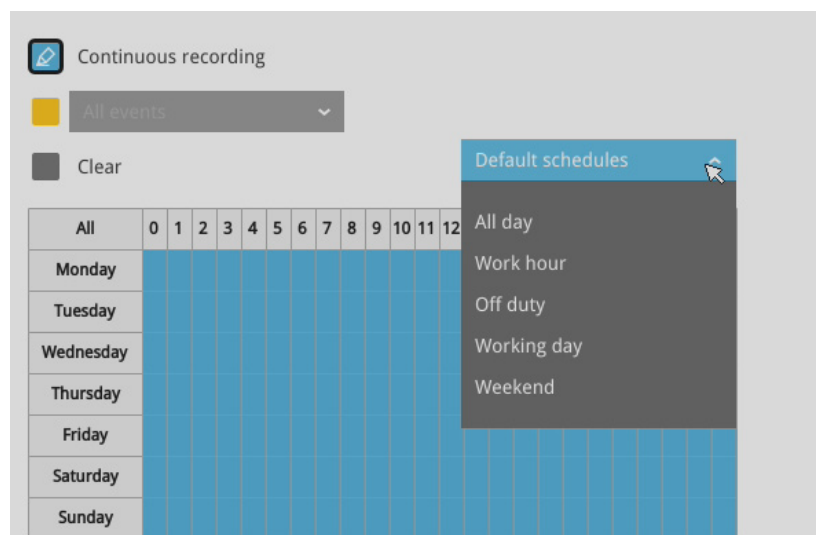 Continuous recording
All events
Clear
Default schedules
All day
Work hour
Off duty
Working day
Weekend
All 0 1 2 3 4 5 6 7 8 9 10 11 12
Monday
Tuesday
Wednesday
Thursday
Friday
Saturday
Sunday